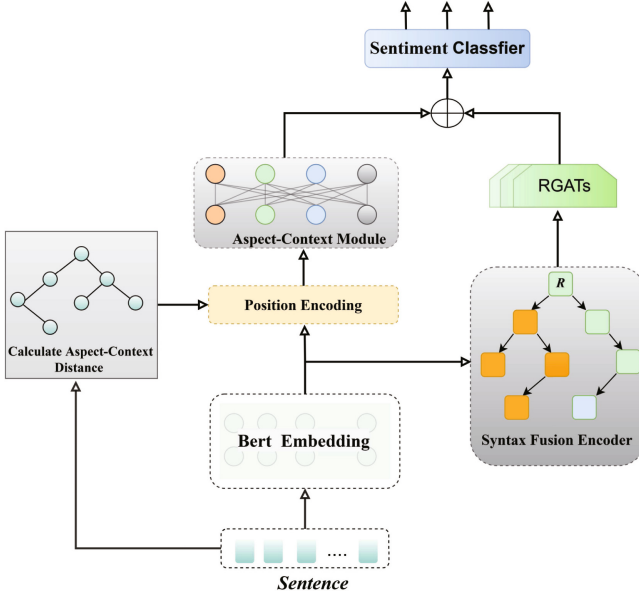 Sentiment Classfier
RGATs
Aspect-Context Module
R
Position Encoding
Calculate Aspect-Context
Distance
Bert Embedding
Syntax Fusion Encoder
....
Sentence